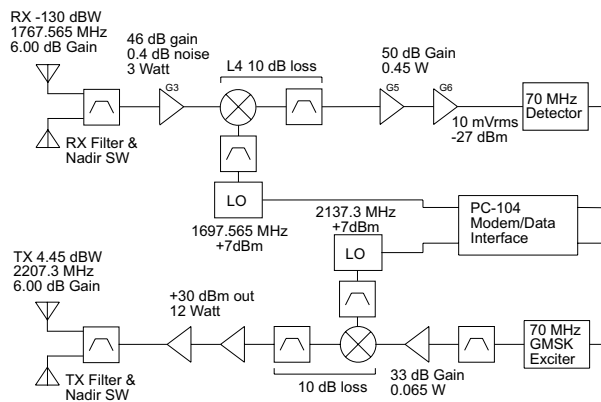 RX -130 dBW
1767.565 MHz
6.00 dB Gain
46 dB gain
0.4 dB noise
3 Watt
L4 10 dB loss
50 dB Gain
0.45 W
G3
G5
G6
10 mVrms
-27 dBm
70 MHz
Detector
RX Filter &
Nadir SW
LO
1697.565 MHz
+7dBm
2137.3 MHz
+7dBm
LO
PC-104
Modem/Data
Interface
TX 4.45 dBW
2207.3 MHz
6.00 dB Gain
+30 dBm out
12 Watt
10 dB loss
33 dB Gain
0.065 W
70 MHz
GMSK
Exciter
TX Filter &
Nadir SW